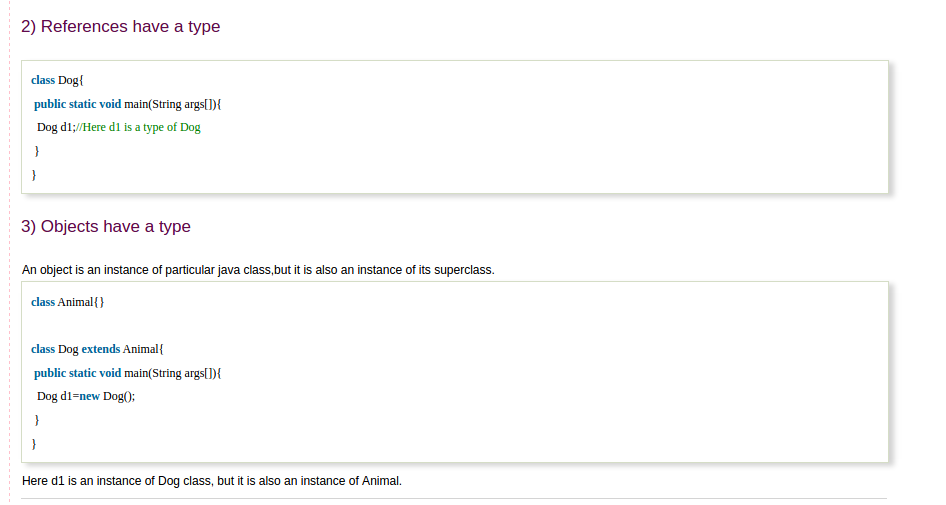 2) References have a type
class Dog{
public static void main(String args[]){
Dog d1;//Here d1 is a type of Dog
}
}
3) Objects have a type
An object is an instance of particular java class,but it is also an instance of its superclass.
class Animal{}
class Dog extends Animal{
public static void main(String args[]){
Dog d1=new Dog();
}
}
Here d1 is an instance of Dog class, but it is also an instance of Animal.